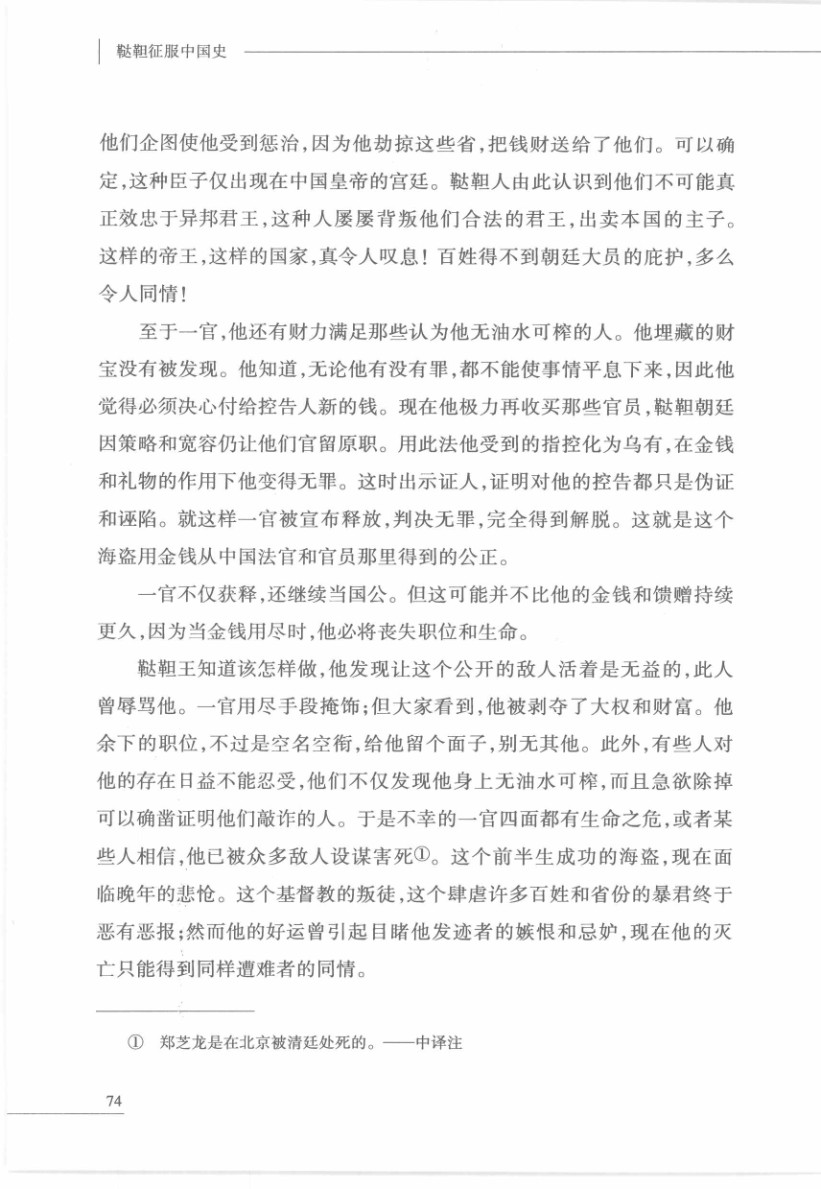 鞑靼征服中国史
他们企图使他受到惩治,因为他劫掠这些省,把钱财送给了他们。可以确
定,这种臣子仅出现在中国皇帝的宫廷。鞑靼人由此认识到他们不可能真
正效忠于异邦君王,这种人屡屡背叛他们合法的君王,出卖本国的主子。
这样的帝王,这样的国家,真令人叹息!百姓得不到朝廷大员的庇护,多么
令人同情!
至于一官,他还有财力满足那些认为他无油水可榨的人。他埋藏的财
宝没有被发现。他知道,无论他有没有罪,都不能使事情平息下来,因此他
觉得必须决心付给控告人新的钱。现在他极力再收买那些官员,鞑靼朝廷
因策略和宽容仍让他们官留原职。用此法他受到的指控化为乌有,在金钱
和礼物的作用下他变得无罪。这时出示证人,证明对他的控告都只是伪证
和诬陷。就这样一官被宣布释放,判决无罪,完全得到解脱。这就是这个
海盗用金钱从中国法官和官员那里得到的公正。
一官不仅获释,还继续当国公。但这可能并不比他的金钱和馈赠持续
更久,因为当金钱用尽时,他必将丧失职位和生命。
鞑靼王知道该怎样做,他发现让这个公开的敌人活着是无益的,此人
曾辱骂他。一官用尽手段掩饰;但大家看到,他被剥夺了大权和财富。他
余下的职位,不过是空名空衔,给他留个面子,别无其他。此外,有些人对
他的存在日益不能忍受,他们不仅发现他身上无油水可榨,而且急欲除掉
可以确凿证明他们敲诈的人。于是不幸的一官四面都有生命之危,或者某
些人相信,他已被众多敌人设谋害死①。这个前半生成功的海盗,现在面
临晚年的悲怆。这个基督教的叛徒,这个肆虐许多百姓和省份的暴君终于
恶有恶报;然而他的好运曾引起目睹他发迹者的嫉恨和忌妒,现在他的灭
亡只能得到同样遭难者的同情。
① 郑芝龙是在北京被清廷处死的。——中译注
74